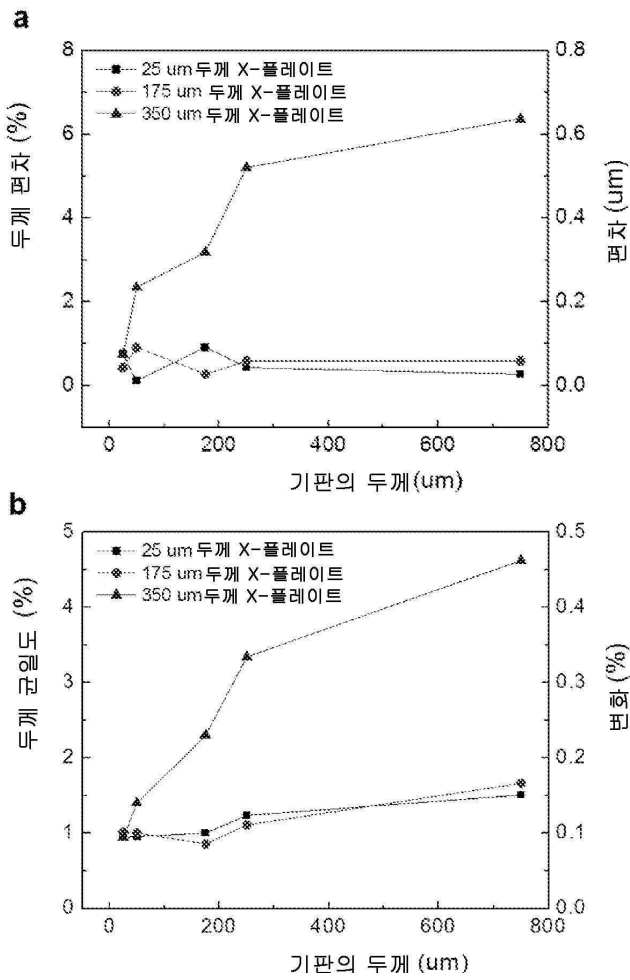 a
두께 편차 (%)
8
6
4
2
0
25 um 두께 X-플레이트
175 um 두께 X-플레이트
350 um 두께 X-플레이트
0.8
0.6
0.4
0.2
0.0
편차 (um)
0 200 400 600 800
기판의 두께(um)
b
두께 균일도 (%)
5
4
3
2
1
0
25 um 두께 X-플레이트
175 um 두께 X-플레이트
350 um 두께 X-플레이트
0.5
0.4
0.3
0.2
0.1
0.0
변화 (%)
0 200 400 600 800
기판의 두께 (um)